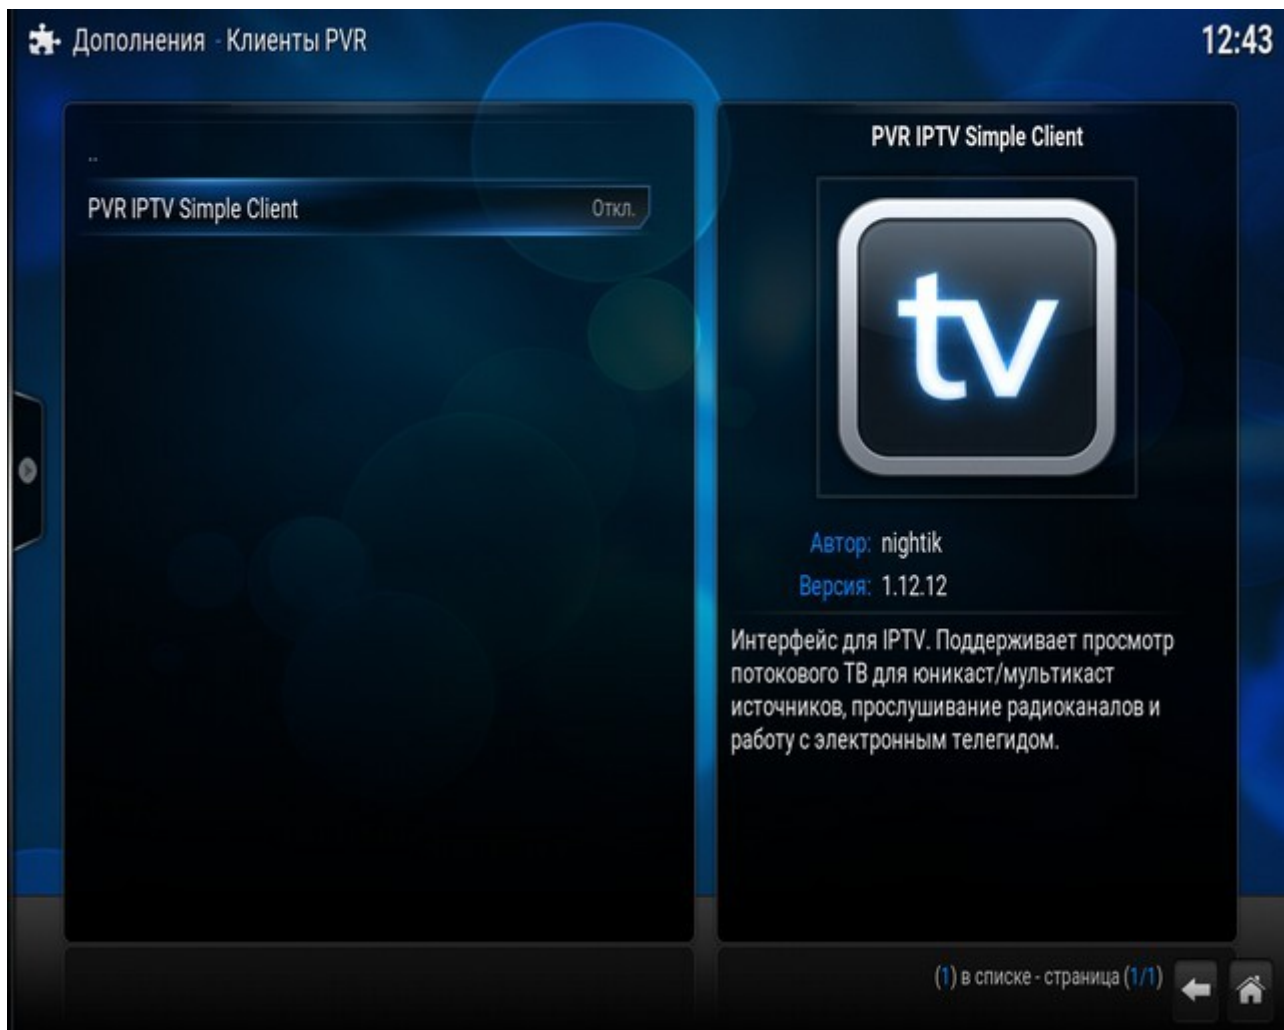 Дополнения - Клиенты PVR
12:43
..
PVR IPTV Simple Client
Откл.
PVR IPTV Simple Client
tv
Автор: nightik
Версия: 1.12.12
Интерфейс для IPTV. Поддерживает просмотр
потокового ТВ для юникаст/мультикаст
источников, прослушивание радиоканалов и
работу с электронным телегидом.
(1) в списке - страница (1/1)